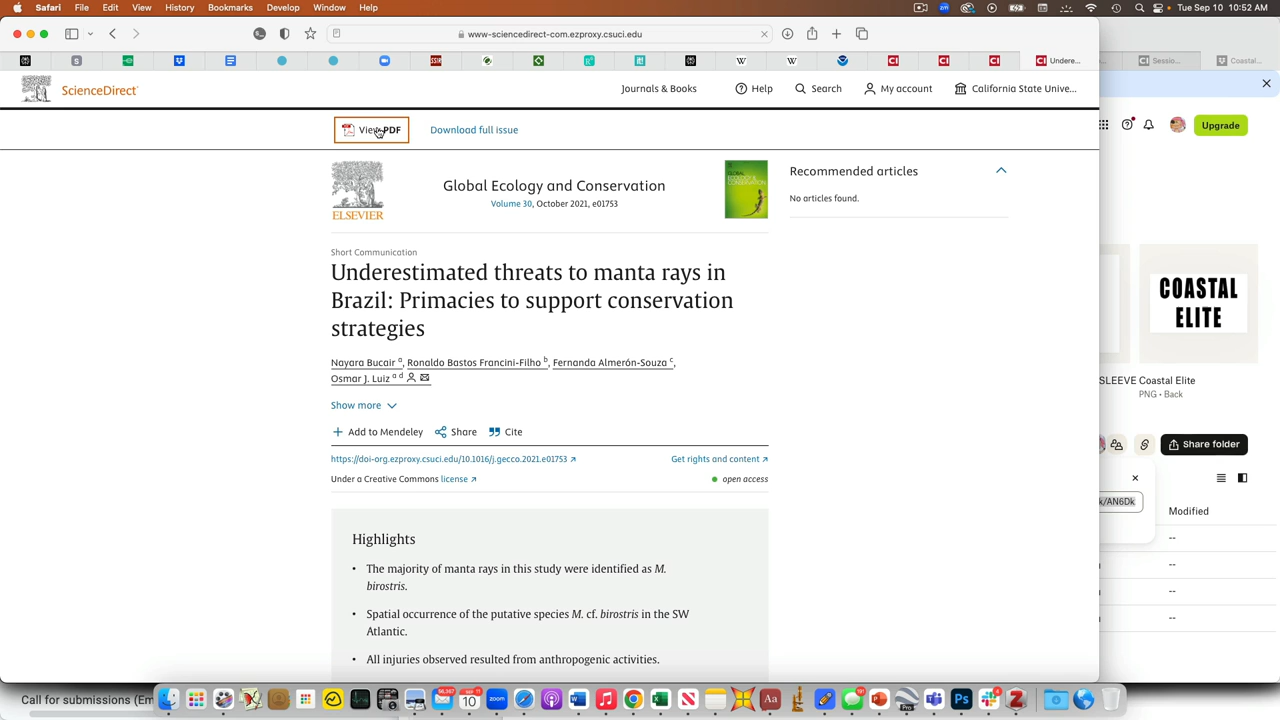 Safari File Edit View History Bookmarks Develop Window Help Tue Sep 10 10:52 AM
www-sciencedirect-com.ezproxy.csuci.edu
Undere... Sessio... Coastal...
ScienceDirect Journals & Books Help Search My account California State Unive...
View PDF Download full issue
Upgrade
ELSEVIER
Global Ecology and Conservation
Volume 30, October 2021, e01753
Recommended articles
No articles found.
Short Communication
Underestimated threats to manta rays in
Brazil: Primacies to support conservation
strategies
Nayara Bucair a, Ronaldo Bastos Francini-Filho b, Fernanda Almerón-Souza c,
Osmar J. Luiz a d
Show more
Add to Mendeley Share Cite
https://doi-org.ezproxy.csuci.edu/10.1016/j.gecco.2021.e01753 Get rights and content
Under a Creative Commons license open access
Highlights
• The majority of manta rays in this study were identified as M.
birostris.
• Spatial occurrence of the putative species M. cf. birostris in the SW
Atlantic.
• All injuries observed resulted from anthropogenic activities.
COASTAL
ELITE
SLEEVE Coastal Elite
PNG • Back
Share folder
k/AN6Dk
Modified
--
--
--
--
Call for submissions (Em